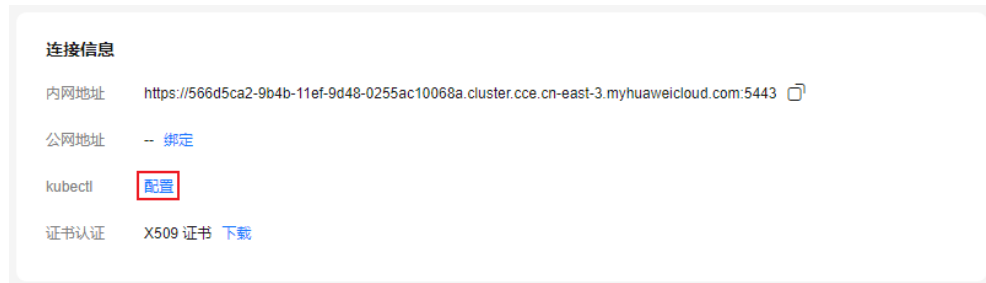 连接信息
内网地址 https://566d5ca2-9b4b-11ef-9d48-0255ac10068a.cluster.cce.cn-east-3.myhuaweicloud.com:5443
公网地址 -- 绑定
kubectl 配置
证书认证 X509 证书 下载